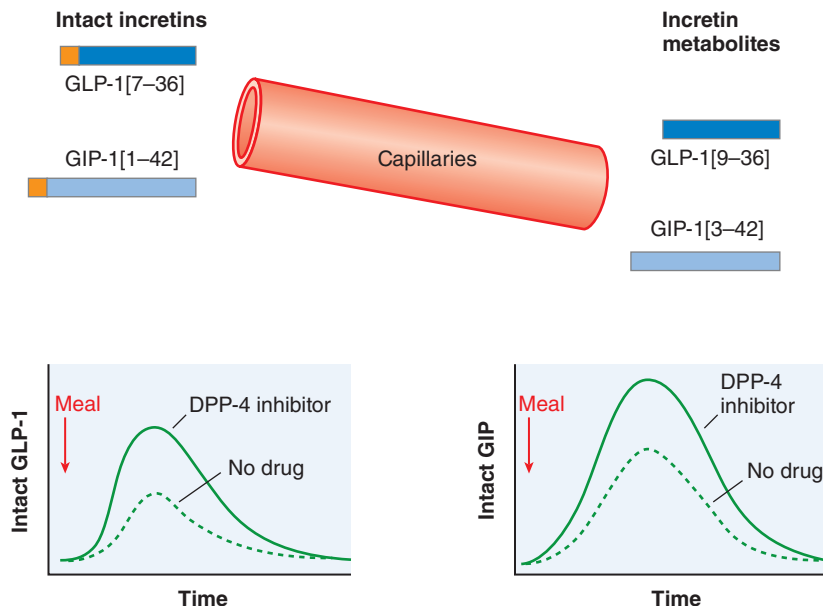 Intact incretins
GLP-1[7–36]
GIP-1[1–42]
Capillaries
Incretin
metabolites
GLP-1[9–36]
GIP-1[3–42]
Intact GLP-1
Meal
DPP-4 inhibitor
No drug
Time
Intact GIP
Meal
DPP-4
inhibitor
No drug
Time